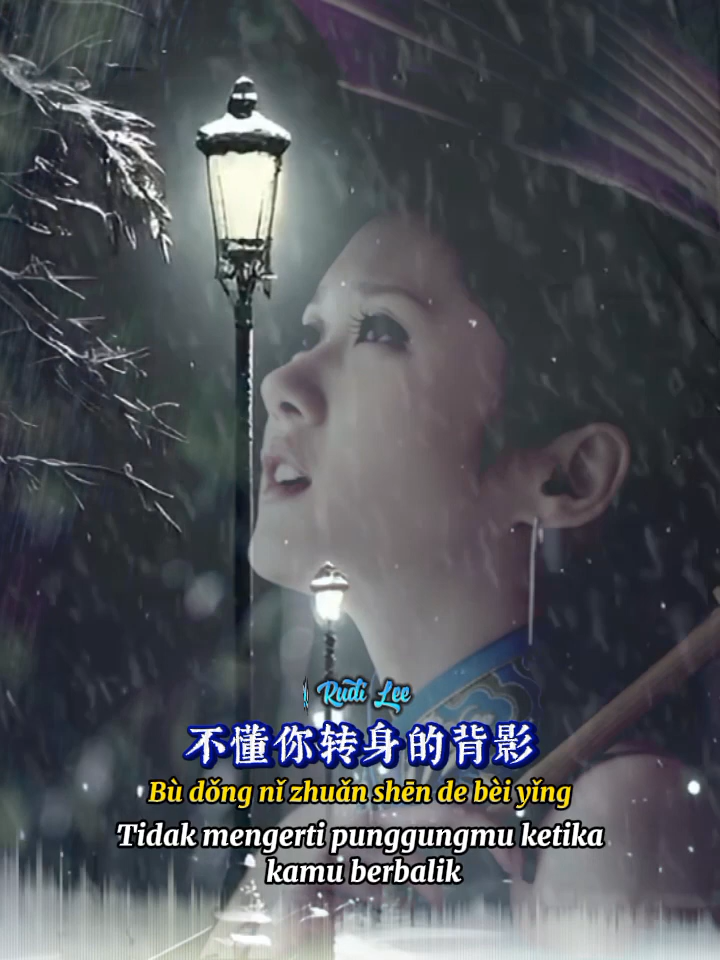 Rudi Lee
不懂你转身的背影
Bù dǒng nǐ zhuǎn shēn de bèi yǐng
Tidak mengerti punggungmu ketika
kamu berbalik